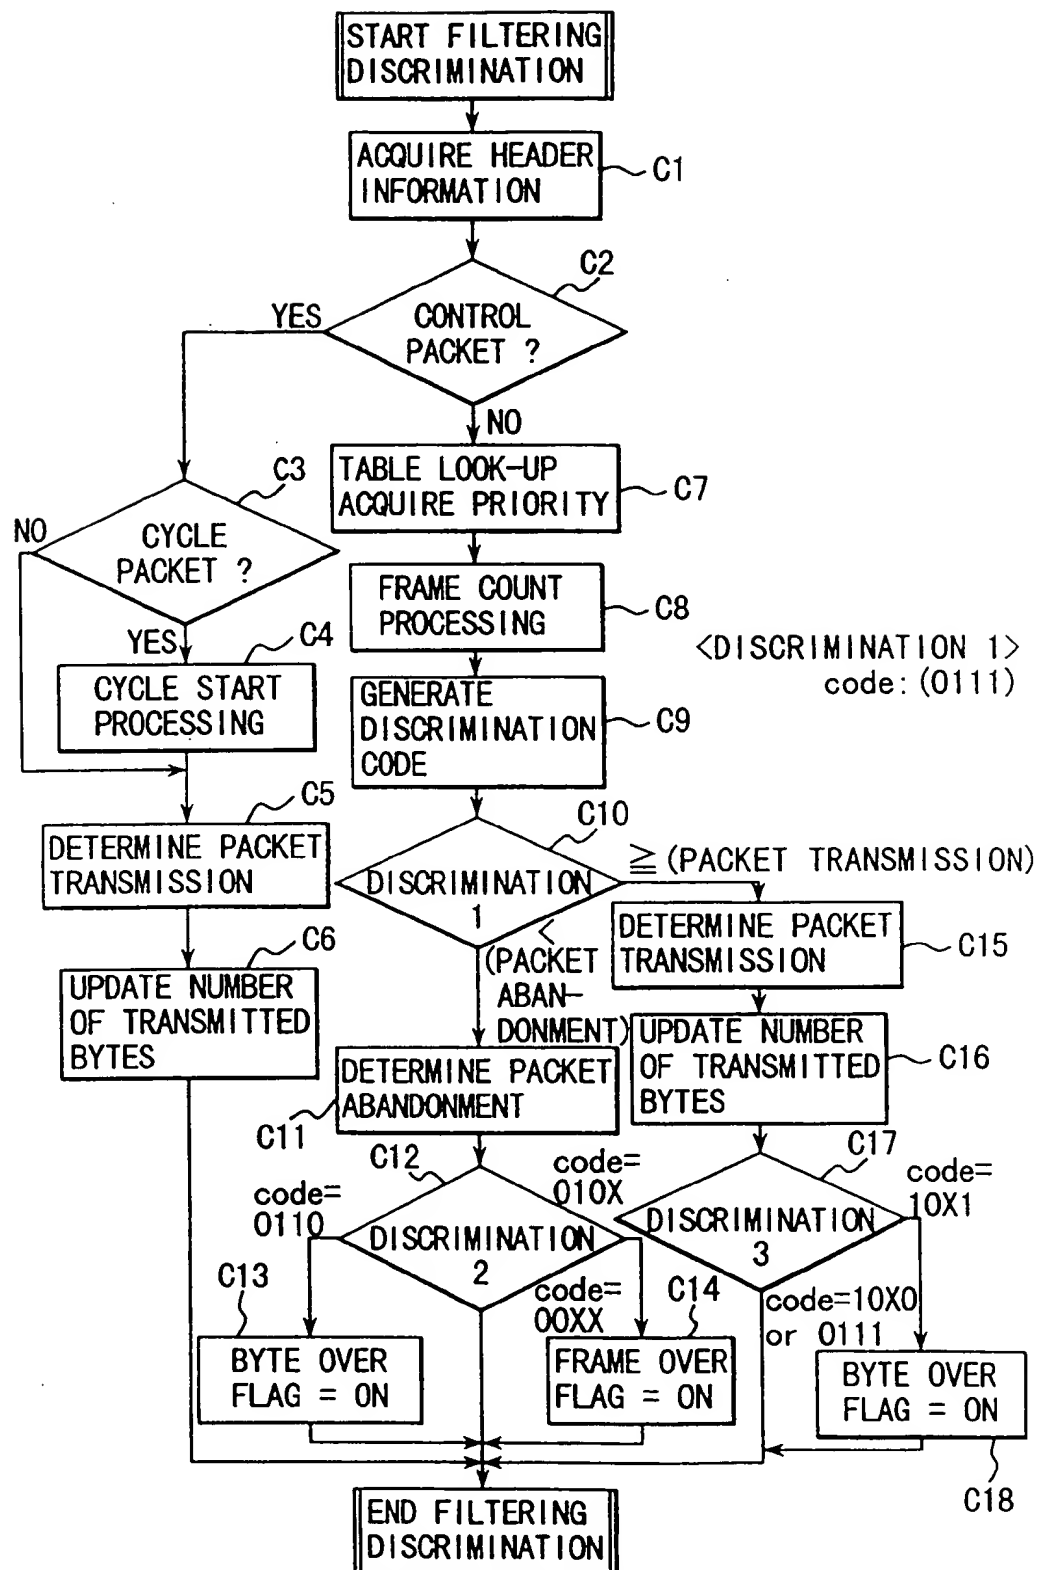 START FILTERING
DISCRIMINATION
ACQUIRE HEADER
INFORMATION
C1
C2
CONTROL
PACKET ?
YES
NO
C3
CYCLE
PACKET ?
NO
YES
TABLE LOOK-UP
ACQUIRE PRIORITY
C7
FRAME COUNT
PROCESSING
C8
C4
CYCLE START
PROCESSING
<DISCRIMINATION 1>
code:(0111)
GENERATE
DISCRIMINATION
CODE
C9
C5
DETERMINE PACKET
TRANSMISSION
C10
DISCRIMINATION
1
≧(PACKET TRANSMISSION)
<
(PACKET
ABAN-
DONMENT)
DETERMINE PACKET
TRANSMISSION
C15
C6
UPDATE NUMBER
OF TRANSMITTED
BYTES
UPDATE NUMBER
OF TRANSMITTED
BYTES
C16
DETERMINE PACKET
ABANDONMENT
C11
C12
code=
0110
code=
010X
DISCRIMINATION
2
code=
00XX
C17
code=
10X1
DISCRIMINATION
3
code=10X0
or 0111
C13
BYTE OVER
FLAG = ON
C14
FRAME OVER
FLAG = ON
BYTE OVER
FLAG = ON
C18
END FILTERING
DISCRIMINATION